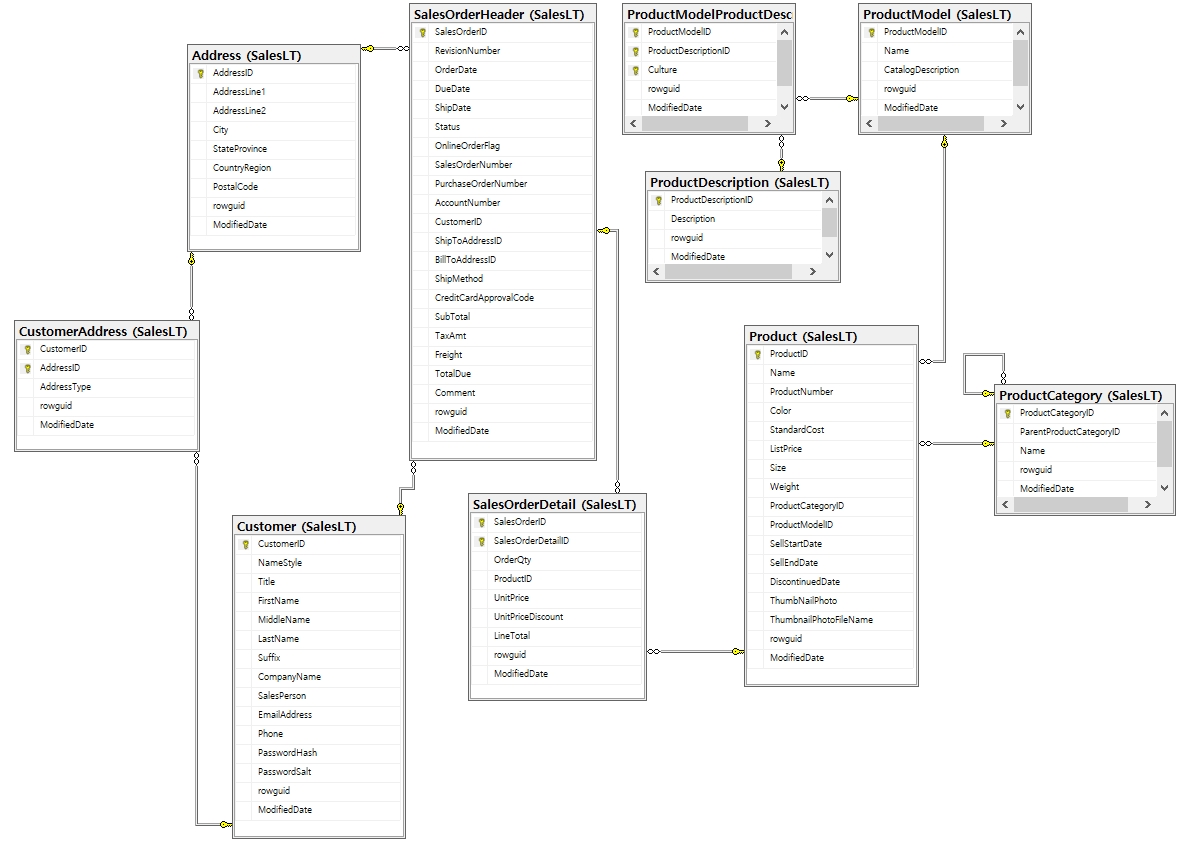 SalesOrderHeader (SalesLT)
SalesOrderID
RevisionNumber
OrderDate
DueDate
ShipDate
Status
OnlineOrderFlag
SalesOrderNumber
PurchaseOrderNumber
AccountNumber
CustomerID
ShipToAddressID
BillToAddressID
ShipMethod
CreditCardApprovalCode
SubTotal
TaxAmt
Freight
TotalDue
Comment
rowguid
ModifiedDate
ProductModelProductDesc
ProductModelID
ProductDescriptionID
Culture
rowguid
ModifiedDate
ProductModel (SalesLT)
ProductModelID
Name
CatalogDescription
rowguid
ModifiedDate
Address (SalesLT)
AddressID
AddressLine1
AddressLine2
City
StateProvince
CountryRegion
PostalCode
rowguid
ModifiedDate
ProductDescription (SalesLT)
ProductDescriptionID
Description
rowguid
ModifiedDate
CustomerAddress (SalesLT)
CustomerID
AddressID
AddressType
rowguid
ModifiedDate
Product (SalesLT)
ProductID
Name
ProductNumber
Color
StandardCost
ListPrice
Size
Weight
ProductCategoryID
ProductModelID
SellStartDate
SellEndDate
DiscontinuedDate
ThumbNailPhoto
ThumbnailPhotoFileName
rowguid
ModifiedDate
ProductCategory (SalesLT)
ProductCategoryID
ParentProductCategoryID
Name
rowguid
ModifiedDate
SalesOrderDetail (SalesLT)
SalesOrderID
SalesOrderDetailID
OrderQty
ProductID
UnitPrice
UnitPriceDiscount
LineTotal
rowguid
ModifiedDate
Customer (SalesLT)
CustomerID
NameStyle
Title
FirstName
MiddleName
LastName
Suffix
CompanyName
SalesPerson
EmailAddress
Phone
PasswordHash
PasswordSalt
rowguid
ModifiedDate